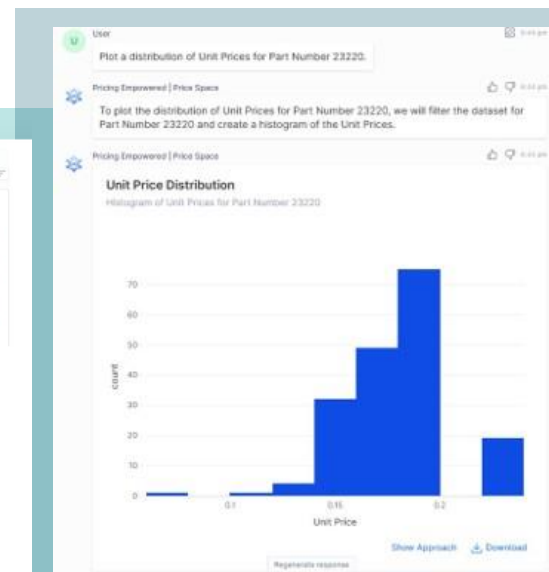 U
User
Plot a distribution of Unit Prices for Part Number 23220.
Pricing Empowered | Price Space
To plot the distribution of Unit Prices for Part Number 23220, we will filter the dataset for
Part Number 23220 and create a histogram of the Unit Prices.
Pricing Empowered | Price Space
Unit Price Distribution
Histogram of Unit Prices for Part Number 23220
70
60
50
40
30
20
10
0
count
0.1
0.15
0.2
Unit Price
Show Approach
Download
Regenerate response